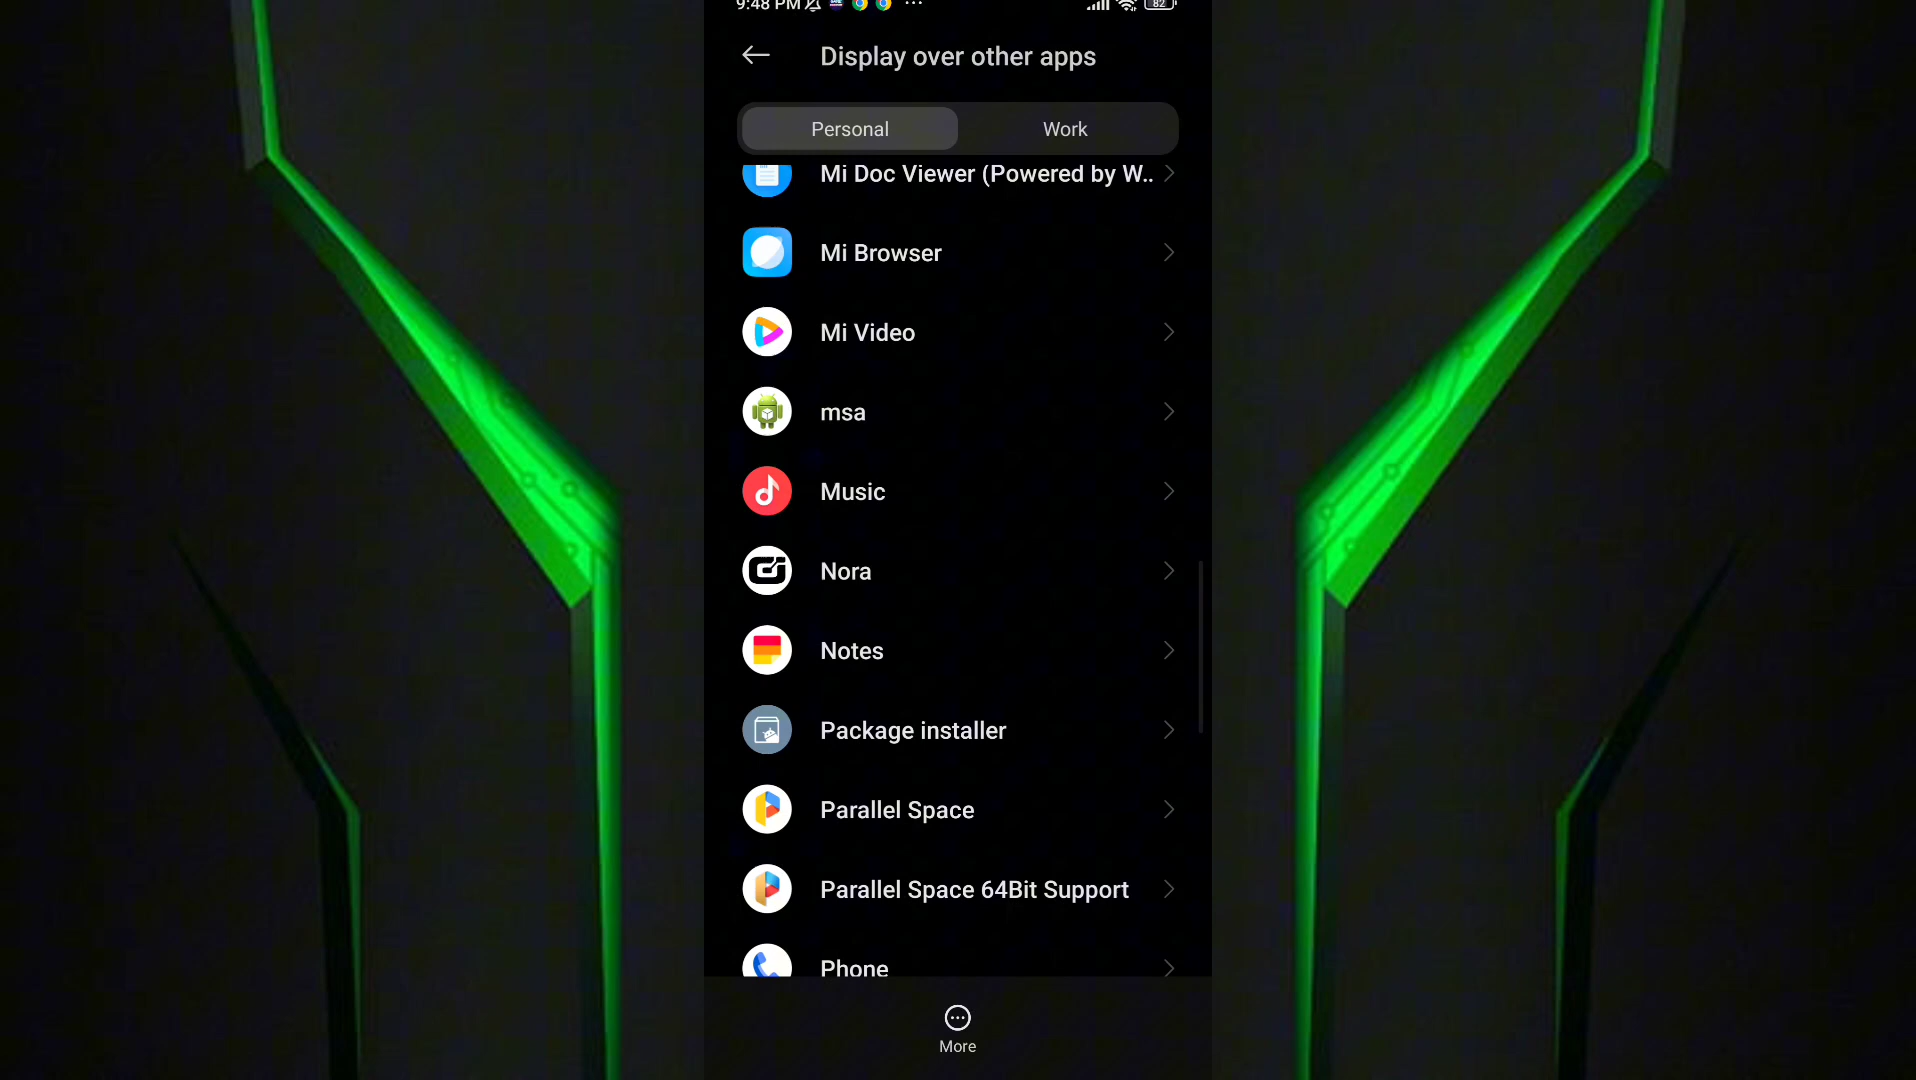 9:48 PM
82
Display over other apps
Personal
Work
Mi Doc Viewer (Powered by W..
Mi Browser
Mi Video
msa
Music
Nora
Notes
Package installer
Parallel Space
Parallel Space 64Bit Support
Phone
More